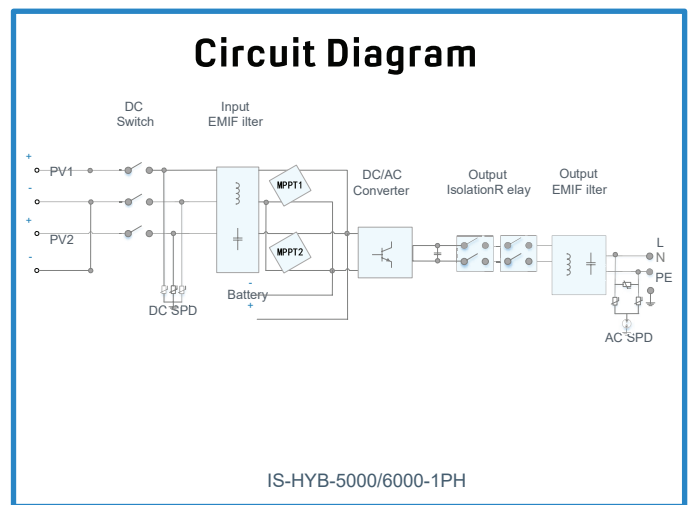 Circuit Diagram
DC
Switch
Input
EMIF ilter
DC/AC
Converter
Output
IsolationR elay
Output
EMIF ilter
+
PV1
-
+
PV2
-
MPPT1
MPPT2
Battery
-
+
DC SPD
L
N
PE
AC SPD
IS-HYB-5000/6000-1PH